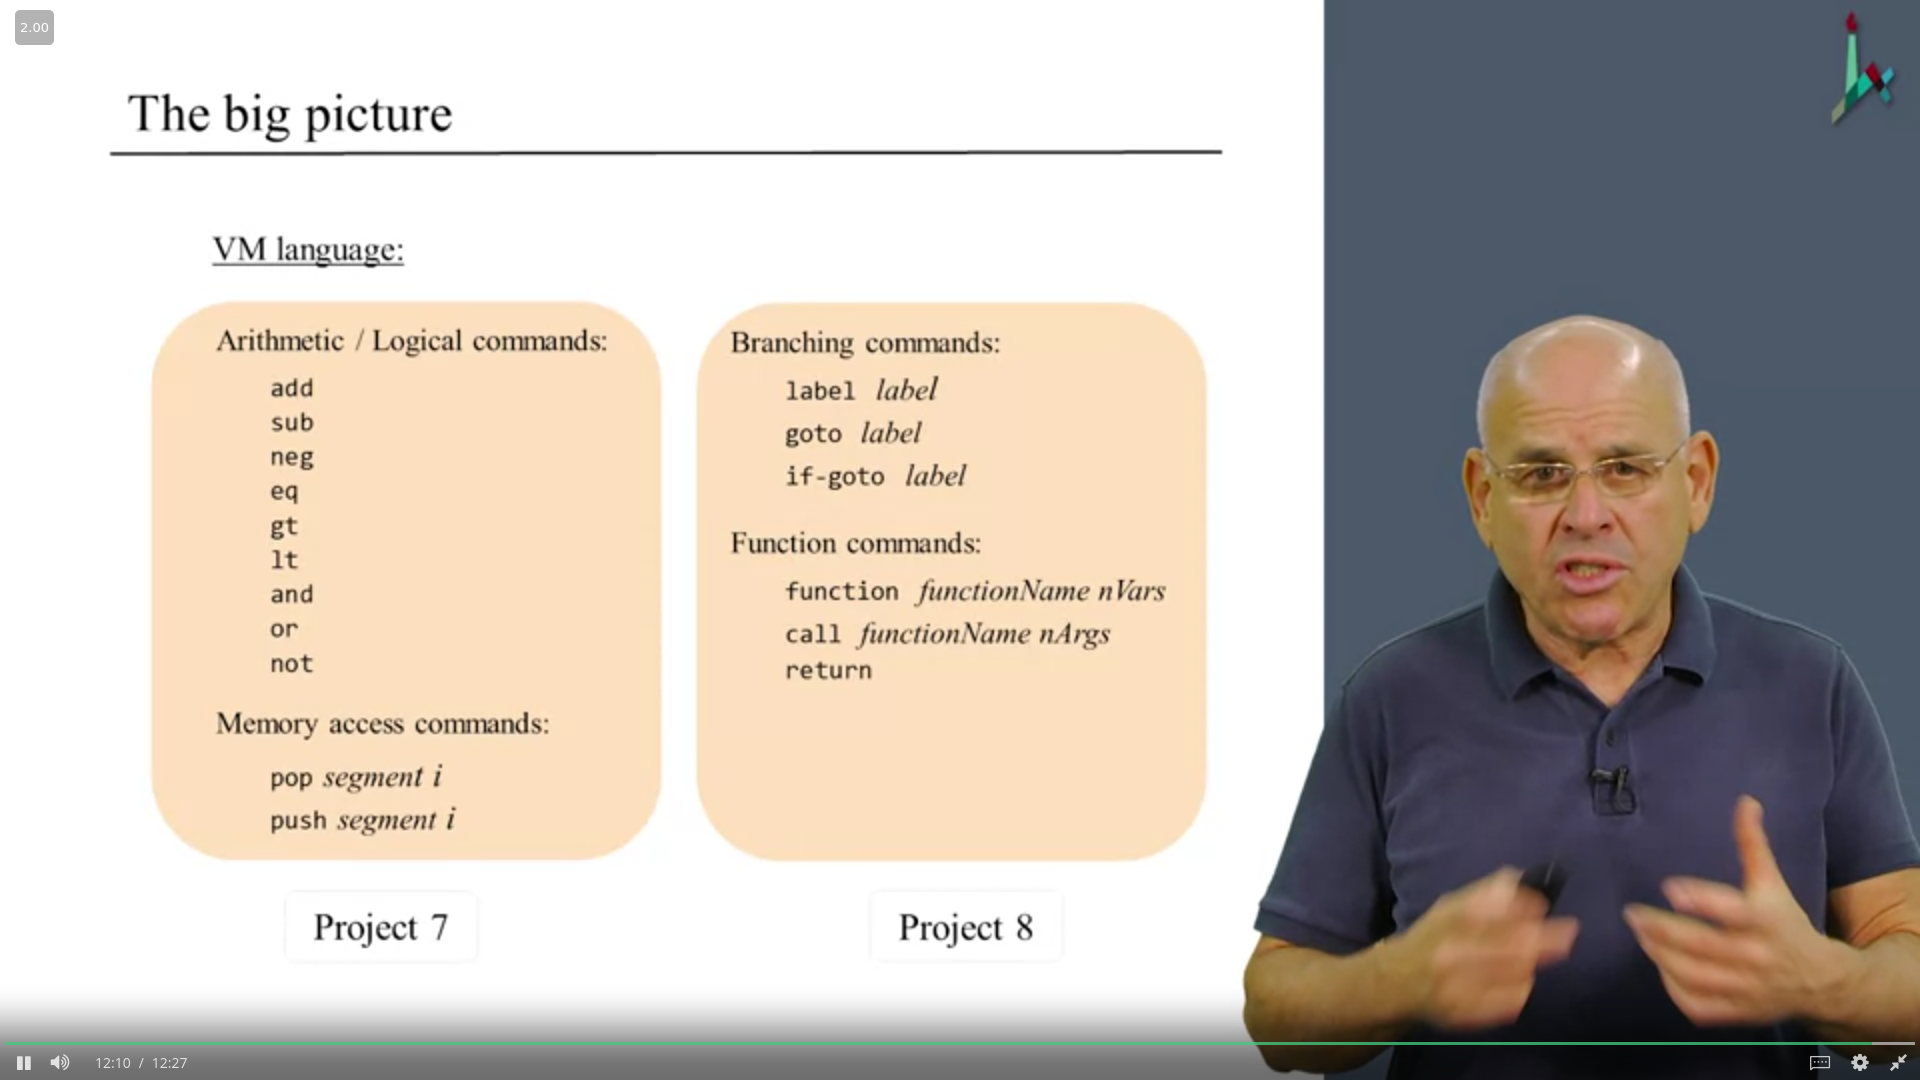 2.00
The big picture
VM language:
Arithmetic / Logical commands:
add
sub
neg
eq
gt
lt
and
or
not
Memory access commands:
pop segment i
push segment i
Project 7
Branching commands:
label label
goto label
if-goto label
Function commands:
function functionName nVars
call functionName nArgs
return
Project 8
12:10 / 12:27